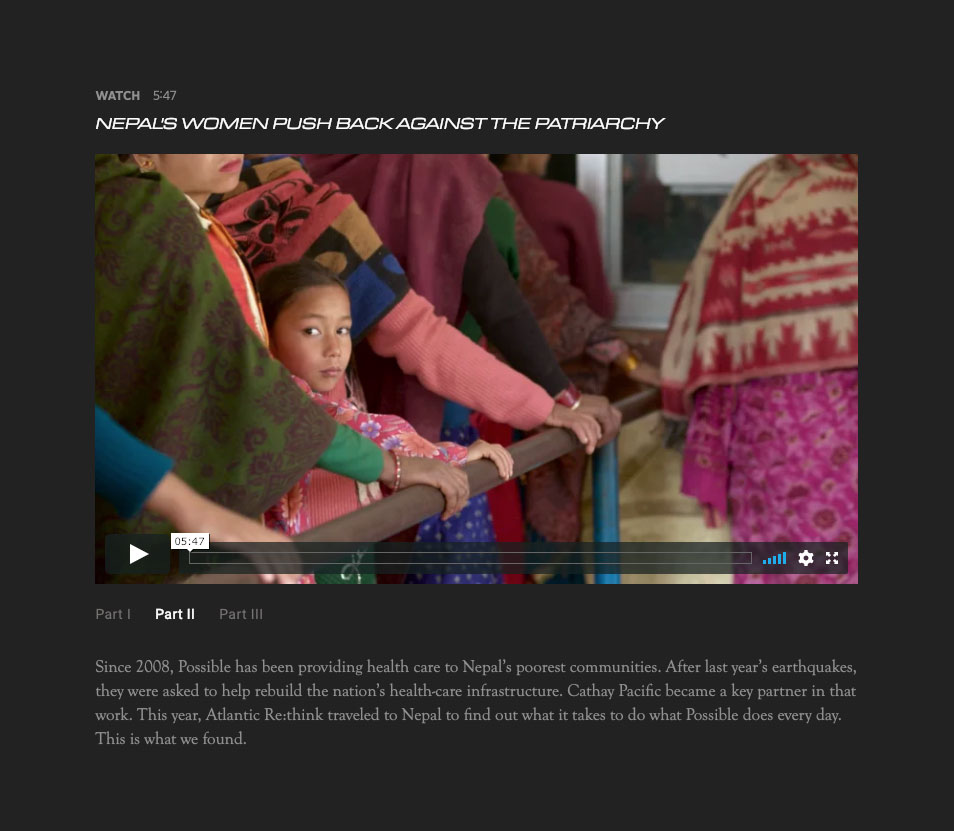 WATCH 5:47
NEPAL'S WOMEN PUSH BACK AGAINST THE PATRIARCHY
05:47
Part I Part II Part III
Since 2008, Possible has been providing health care to Nepal's poorest communities. After last year's earthquakes,
they were asked to help rebuild the nation's health-care infrastructure. Cathay Pacific became a key partner in that
work. This year, Atlantic Re:think traveled to Nepal to find out what it takes to do what Possible does every day.
This is what we found.